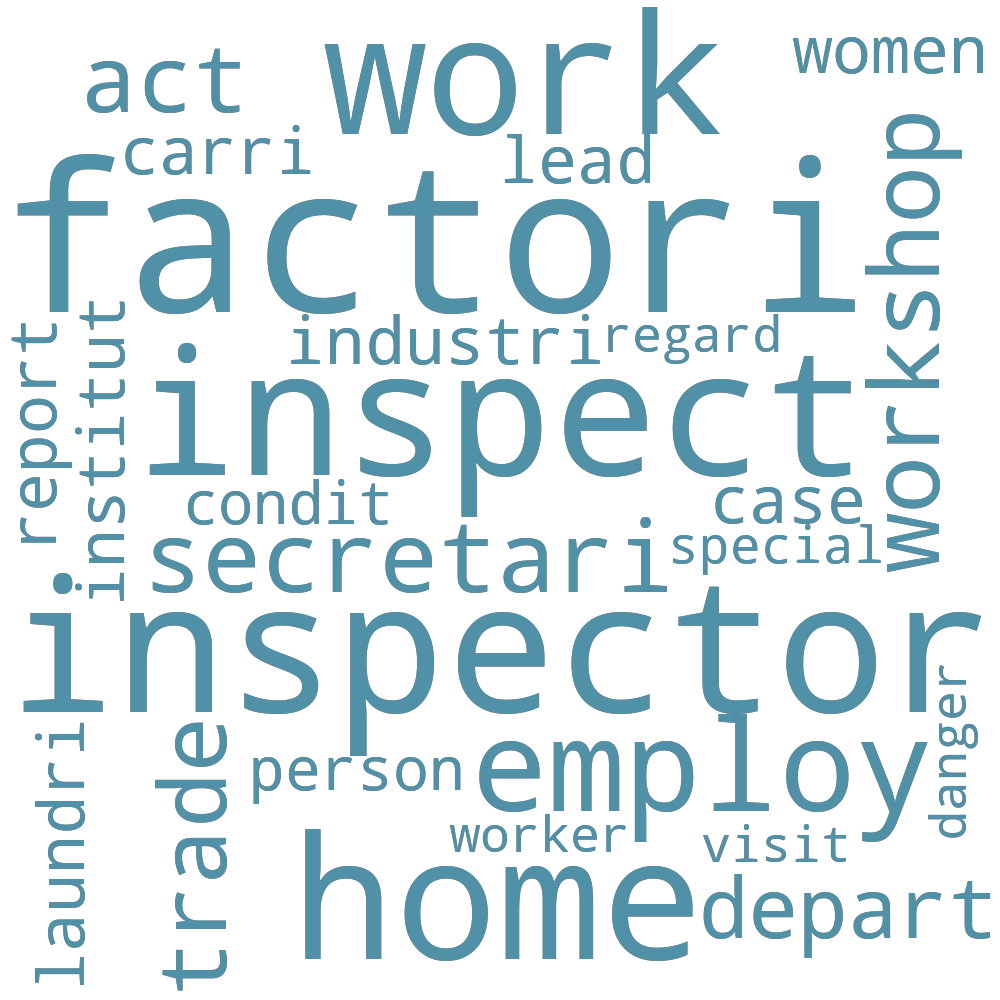 work
women
act
carri
lead
factori
workshop
industri
regard
report
institut
inspect
condit
case
secretari
special
inspector
danger
laundri
trade
person
employ
worker
visit
home
depart